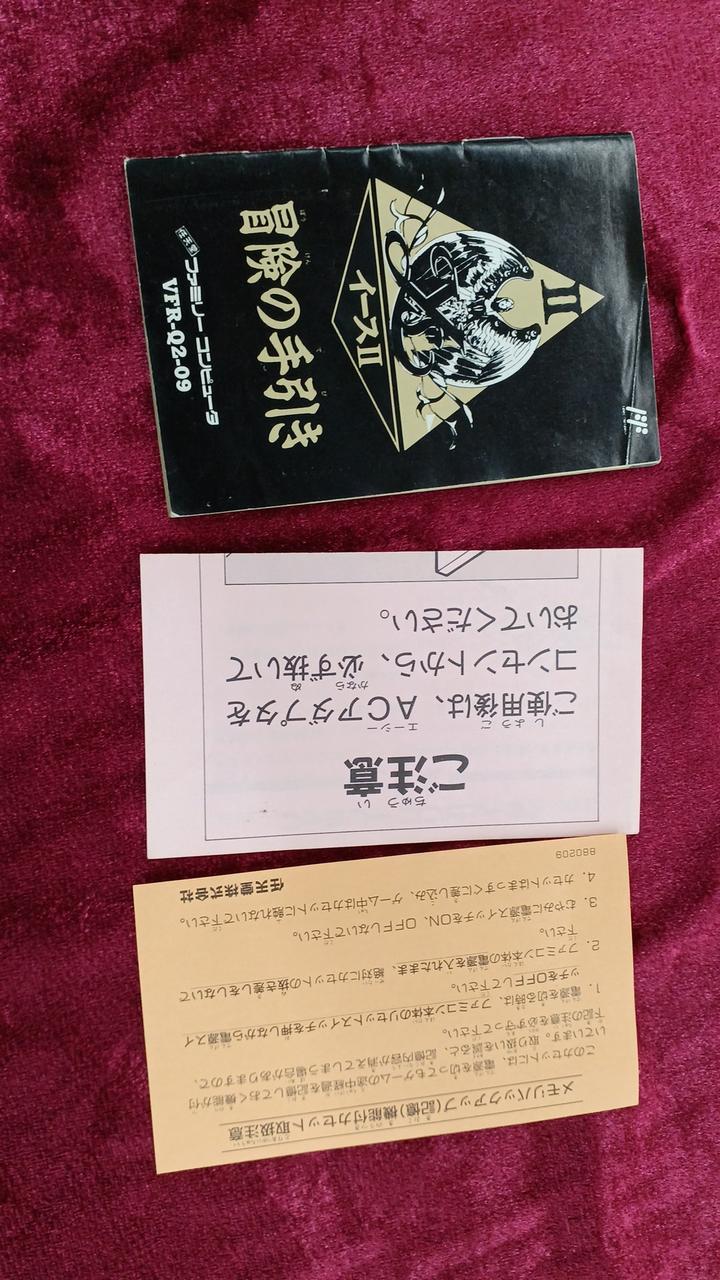 冒険の手引き
イースII
II
任天堂
ファミリーコンピュータ
VFR-Q2-09
ご注意
ご使用後は、ACアダプタを
コンセントから、必ず抜いて
おいてください。
メモリバックアップ(記憶)機能付カセット取扱注意
このカセットには、電源を切ってもゲームの途中経過を記憶しておく機能が付
いています。取り扱いを誤ると、記憶内容が消えてしまう場合がありますので、
下記の注意を必ず守って下さい。
1. 電源を切る時は、ファミコン本体のリセットスイッチを押しながら電源スイ
ッチをOFFして下さい。
2. ファミコン本体の電源を入れたまま、絶対にカセットの抜き差しをしないで
下さい。
3. むやみに電源スイッチをON、OFFしないで下さい。
4. カセットはまっすぐに差し込み、ゲーム中はカセットに触れないで下さい。
任天堂株式会社
880209